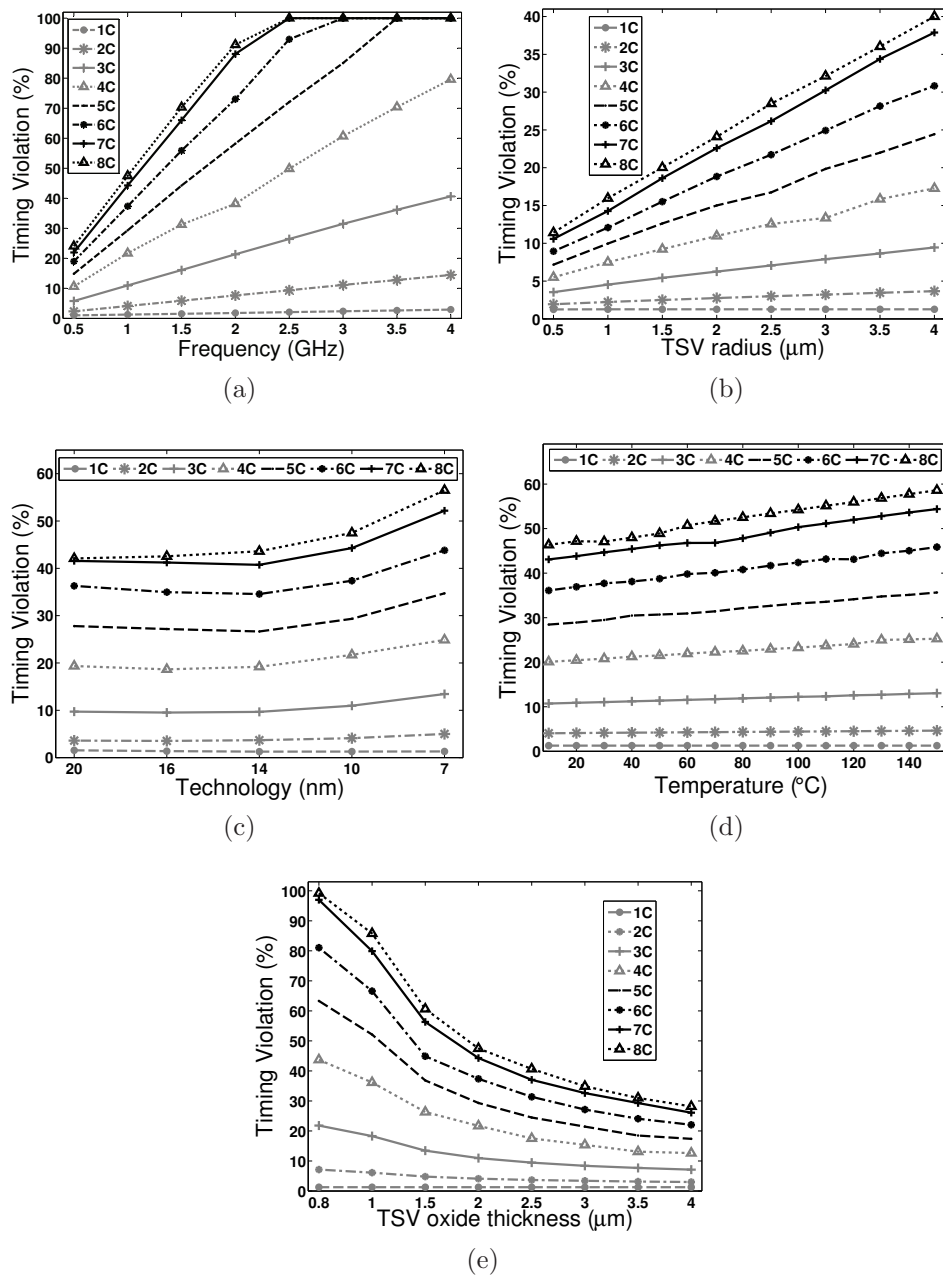 100
90
80
70
60
50
40
30
20
10
0
Timing Violation (%)
1C
2C
3C
4C
5C
6C
7C
8C
0.5 1 1.5 2 2.5 3 3.5 4
Frequency (GHz)
(a)
40
35
30
25
20
15
10
5
0
Timing Violation (%)
1C
2C
3C
4C
5C
6C
7C
8C
0.5 1 1.5 2 2.5 3 3.5 4
TSV radius (μm)
(b)
1C 2C 3C 4C 5C 6C 7C 8C
60
50
40
30
20
10
0
Timing Violation (%)
20 16 14 10 7
Technology (nm)
(c)
1C 2C 3C 4C 5C 6C 7C 8C
60
50
40
30
20
10
0
Timing Violation (%)
20 40 60 80 100 120 140
Temperature (°C)
(d)
100
90
80
70
60
50
40
30
20
10
0
Timing Violation (%)
1C
2C
3C
4C
5C
6C
7C
8C
0.8 1 1.5 2 2.5 3 3.5 4
TSV oxide thickness (μm)
(e)